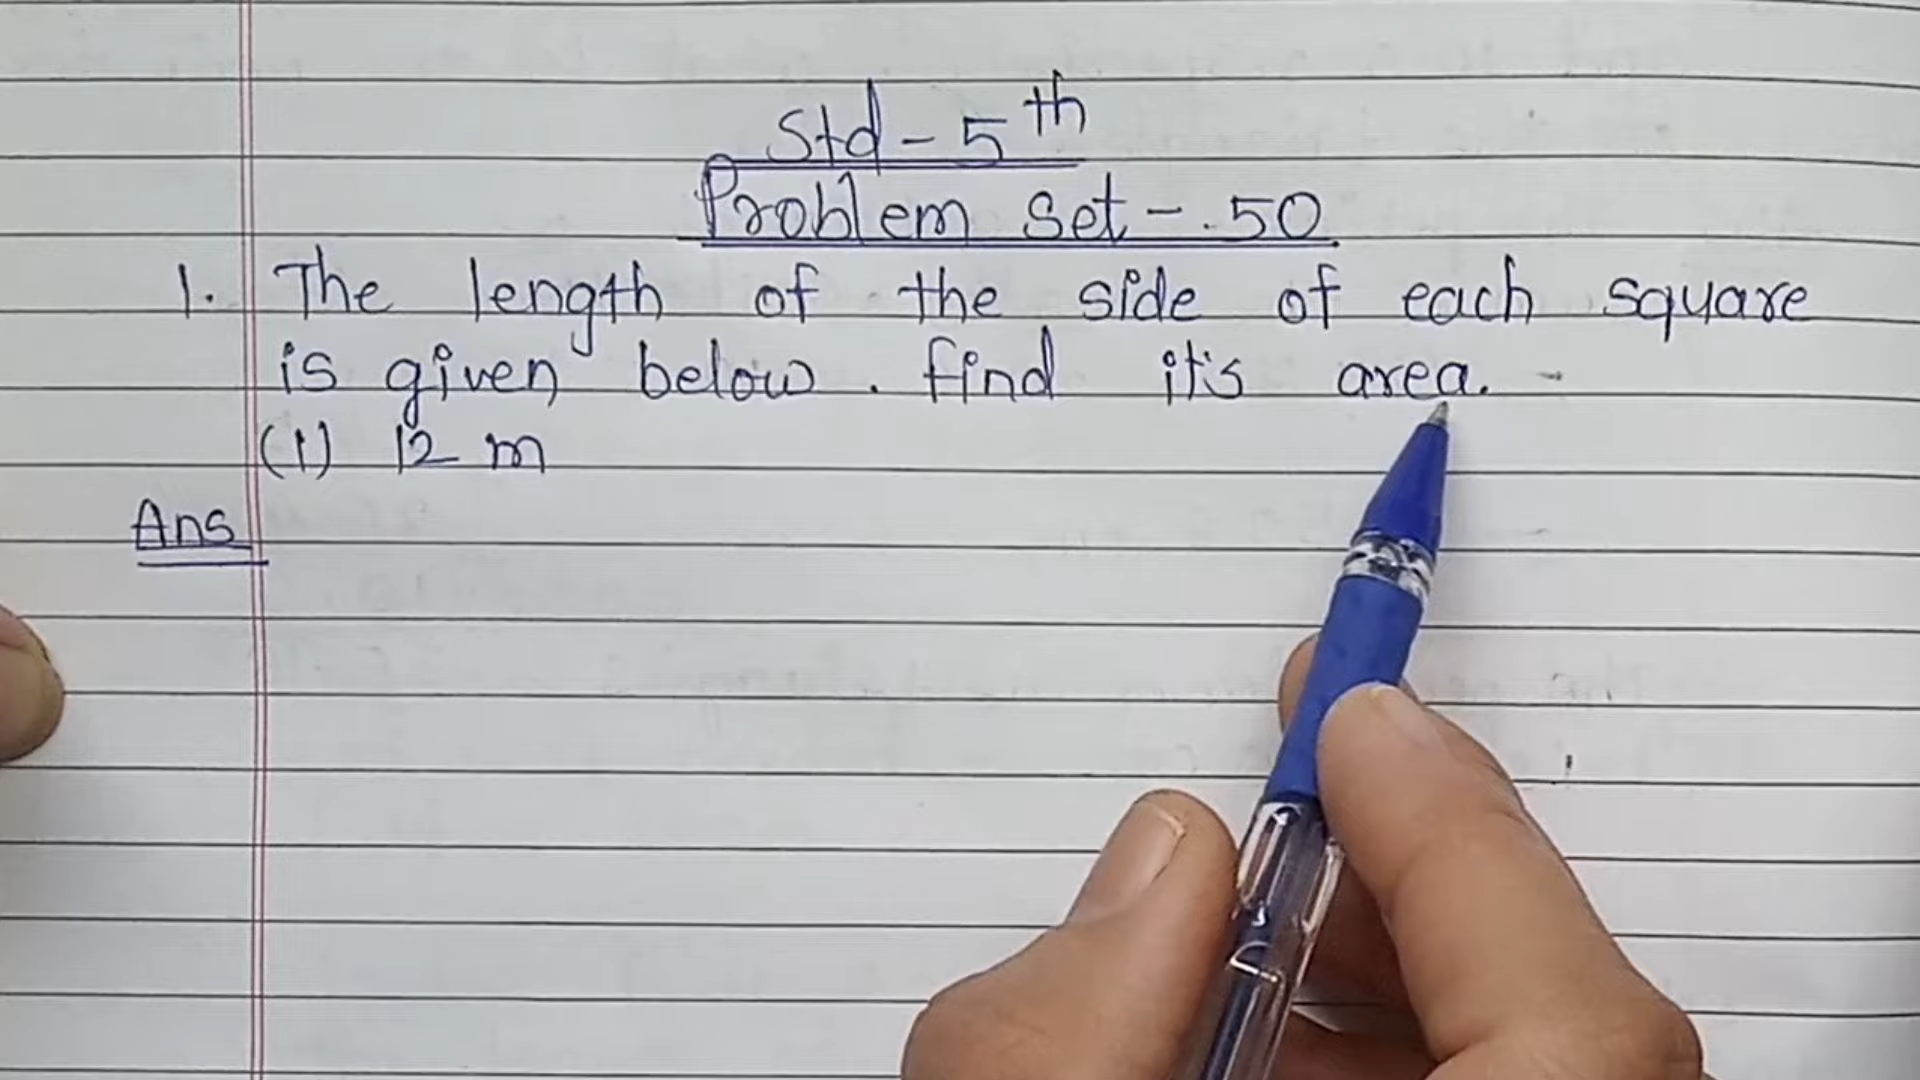 Std - 5th
Problem Set - 50
1. The length of the side of each square
is given below. find it's area.
(1) 12 m
Ans